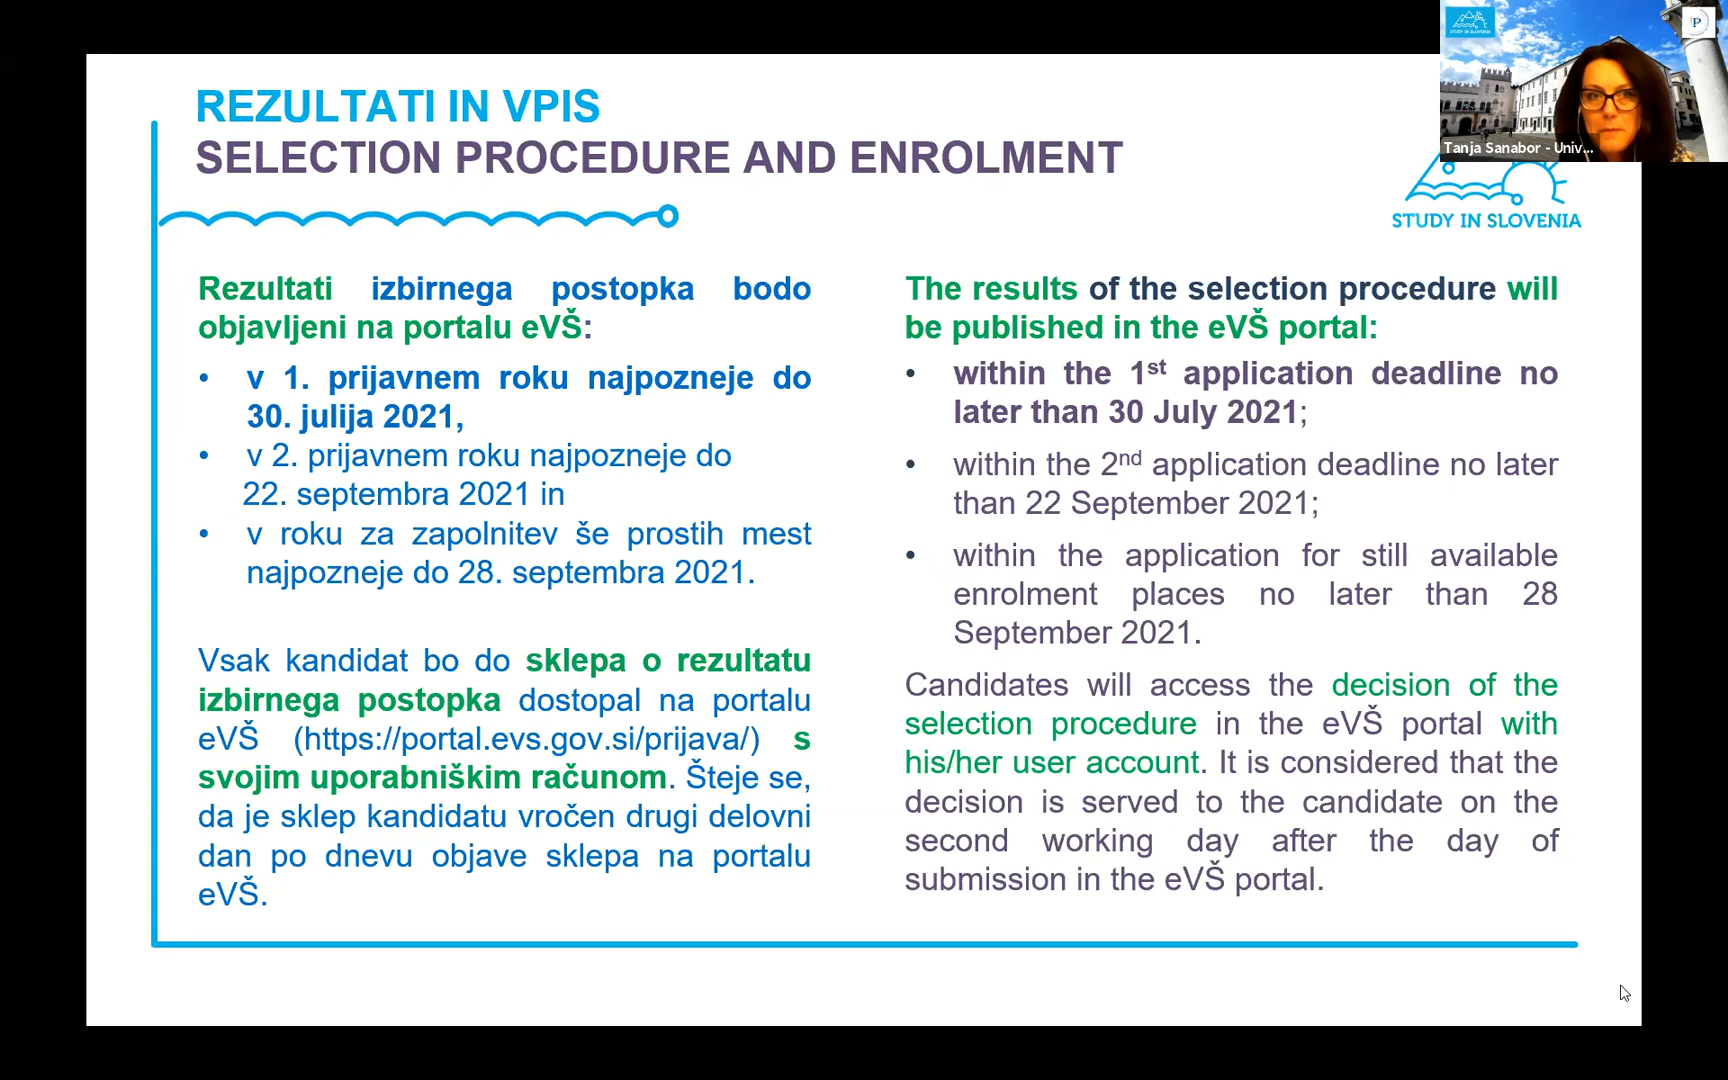 REZULTATI IN VPIS
SELECTION PROCEDURE AND ENROLMENT
Rezultati izbirnega postopka bodo
objavljeni na portalu eVŠ:
• v 1. prijavnem roku najpozneje do
30. julija 2021,
• v 2. prijavnem roku najpozneje do
22. septembra 2021 in
• v roku za zapolnitev še prostih mest
najpozneje do 28. septembra 2021.
Vsak kandidat bo do sklepa o rezultatu
izbirnega postopka dostopal na portalu
eVŠ (https://portal.evs.gov.si/prijava/) s
svojim uporabniškim računom. Šteje se,
da je sklep kandidatu vročen drugi delovni
dan po dnevu objave sklepa na portalu
eVŠ.
The results of the selection procedure will
be published in the eVŠ portal:
• within the 1st application deadline no
later than 30 July 2021;
• within the 2nd application deadline no later
than 22 September 2021;
• within the application for still available
enrolment places no later than 28
September 2021.
Candidates will access the decision of the
selection procedure in the eVŠ portal with
his/her user account. It is considered that the
decision is served to the candidate on the
second working day after the day of
submission in the eVŠ portal.
STUDY IN SLOVENIA
P
Tanja Sanabor - Univ...
STUDY IN SLOVENIA